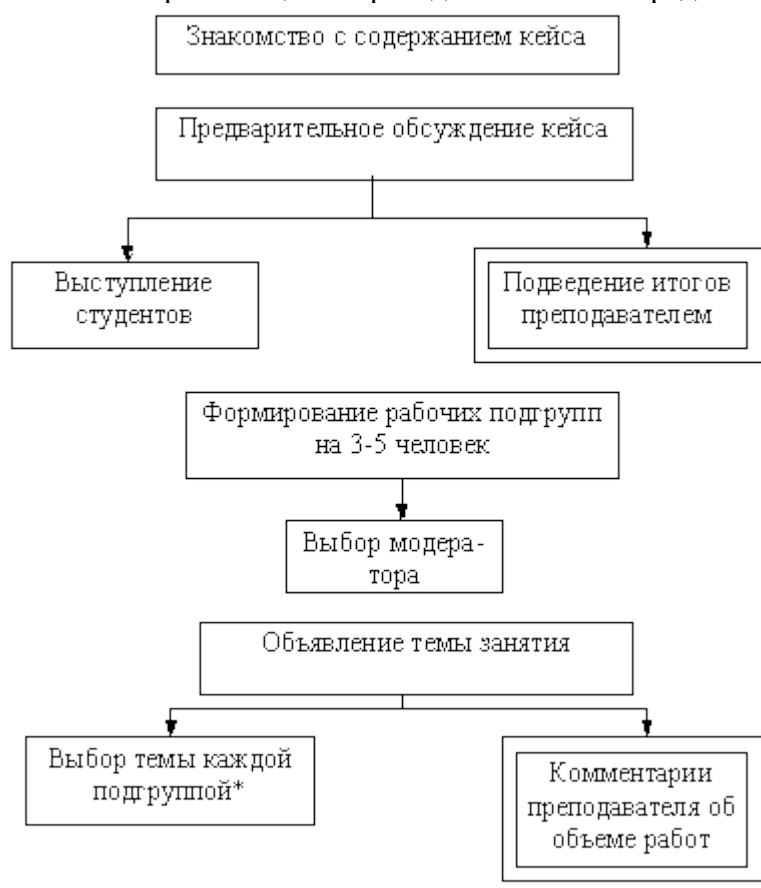 Знакомство с содержанием кейса
Предварительное обсуждение кейса
Выступление
студентов
Подведение итогов
преподавателем
Формирование рабочих подгрупп
на 3-5 человек
Выбор модера-
тора
Объявление темы занятия
Выбор темы каждой
подгруппой*
Комментарии
преподавателя об
объеме работ